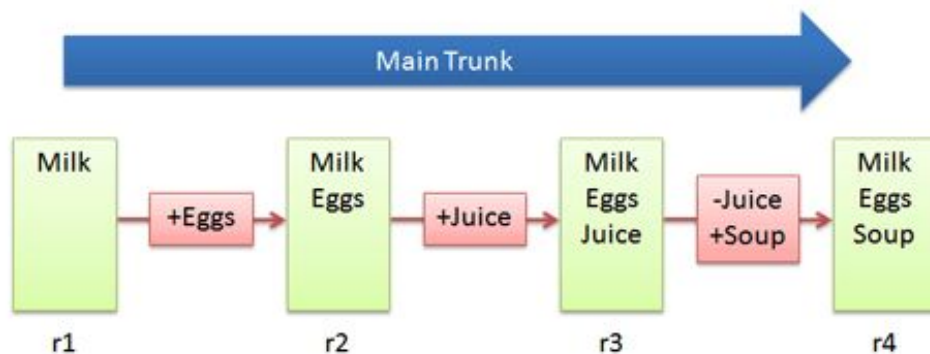 Main Trunk
Milk
+Eggs
Milk
Eggs
+Juice
Milk
Eggs
Juice
-Juice
+Soup
Milk
Eggs
Soup
r1
r2
r3
r4